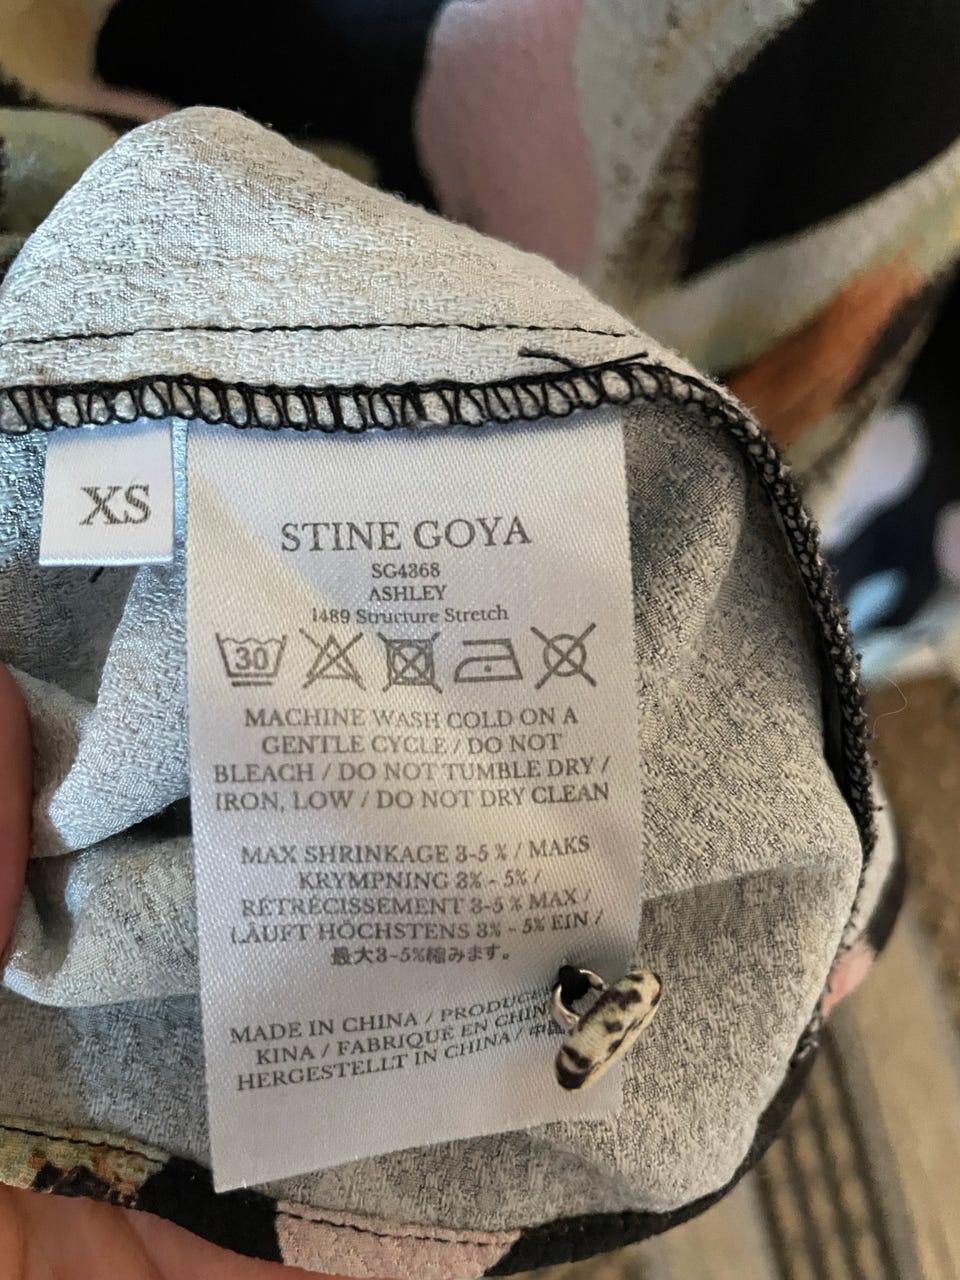 XS
STINE GOYA
SG4368
ASHLEY
1489 Structure Stretch
30
MACHINE WASH COLD ON A
GENTLE CYCLE / DO NOT
BLEACH / DO NOT TUMBLE DRY /
IRON, LOW / DO NOT DRY CLEAN
MAX SHRINKAGE 3-5 % / MAKS
KRYMPNING 3% - 5% /
RÉTRÉCISSEMENT 3-5 % MAX /
LÄUFT HÖCHSTENS 3% - 5% EIN /
最大3-5%縮みます。
MADE IN CHINA /
KINA / FABRIQUE EN
HERGESTELLT IN CHINA /